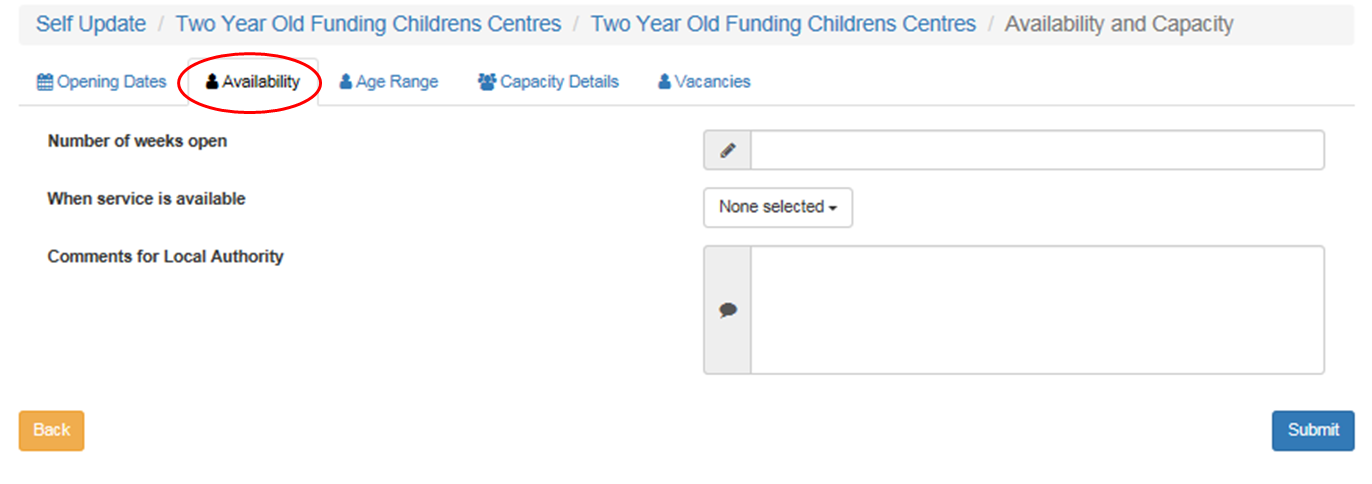 Self Update / Two Year Old Funding Childrens Centres / Two Year Old Funding Childrens Centres / Availability and Capacity
Opening Dates Availability Age Range Capacity Details Vacancies
Number of weeks open
When service is available None selected
Comments for Local Authority
Back Submit